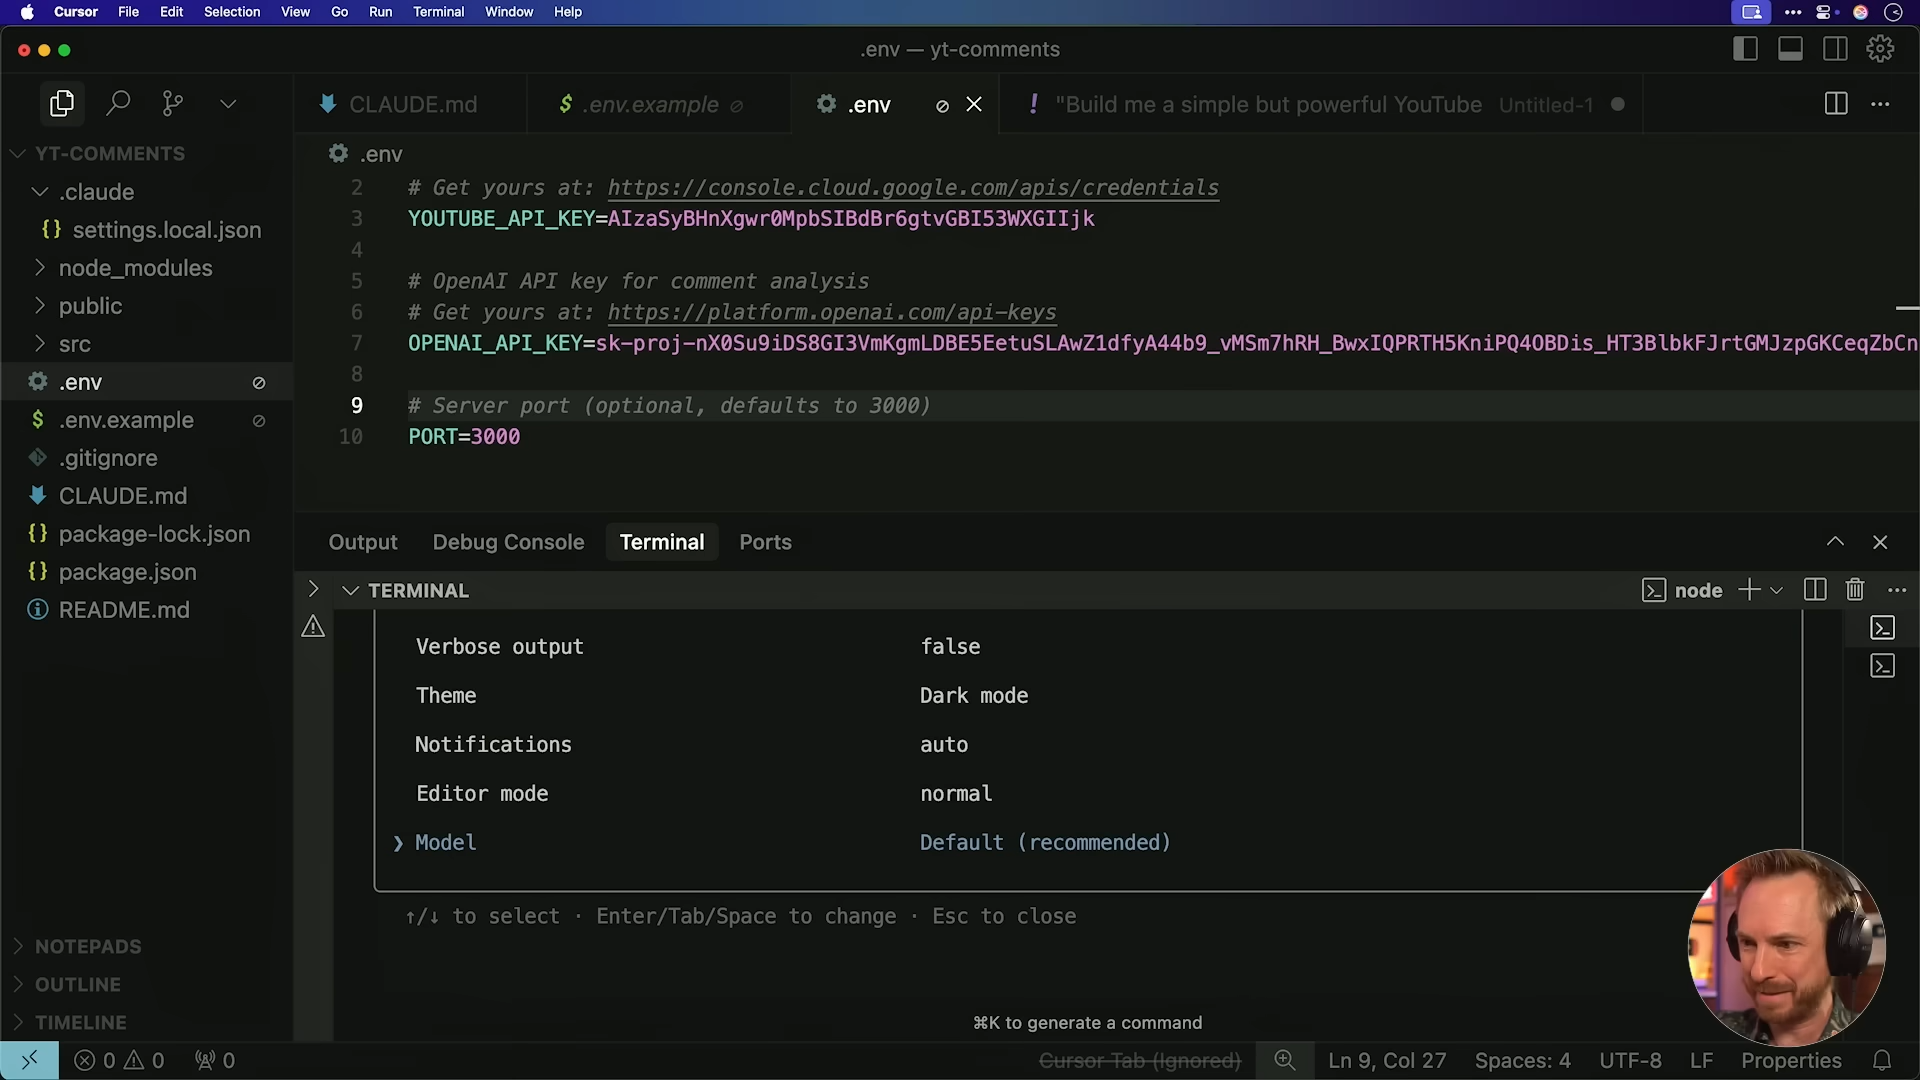 Cursor File Edit Selection View Go Run Terminal Window Help
.env — yt-comments
CLAUDE.md
.env.example
.env
"Build me a simple but powerful YouTube Untitled-1
YT-COMMENTS
.claude
settings.local.json
node_modules
public
src
.env
.env.example
.gitignore
CLAUDE.md
package-lock.json
package.json
README.md
NOTEPADS
OUTLINE
TIMELINE
.env
2 # Get yours at: https://console.cloud.google.com/apis/credentials
3 YOUTUBE_API_KEY=AIzaSyBHnXgwr0MpbSIBdBr6gtvGBI53WXGIIjk
4
5 # OpenAI API key for comment analysis
6 # Get yours at: https://platform.openai.com/api-keys
7 OPENAI_API_KEY=sk-proj-nX0Su9iDS8GI3VmKgmLDBE5EetuSLAwZ1dfyA44b9_vMSm7hRH_BwxIQPRTH5KniPQ4OBDis_HT3BlbkFJrtGMJzpGKCeqZbCn
8
9 # Server port (optional, defaults to 3000)
10 PORT=3000
Output Debug Console Terminal Ports
TERMINAL
node
Verbose output false
Theme Dark mode
Notifications auto
Editor mode normal
❯ Model Default (recommended)
↑/↓ to select · Enter/Tab/Space to change · Esc to close
⌘K to generate a command
0 0 0
Cursor Tab (Ignored) Ln 9, Col 27 Spaces: 4 UTF-8 LF Properties